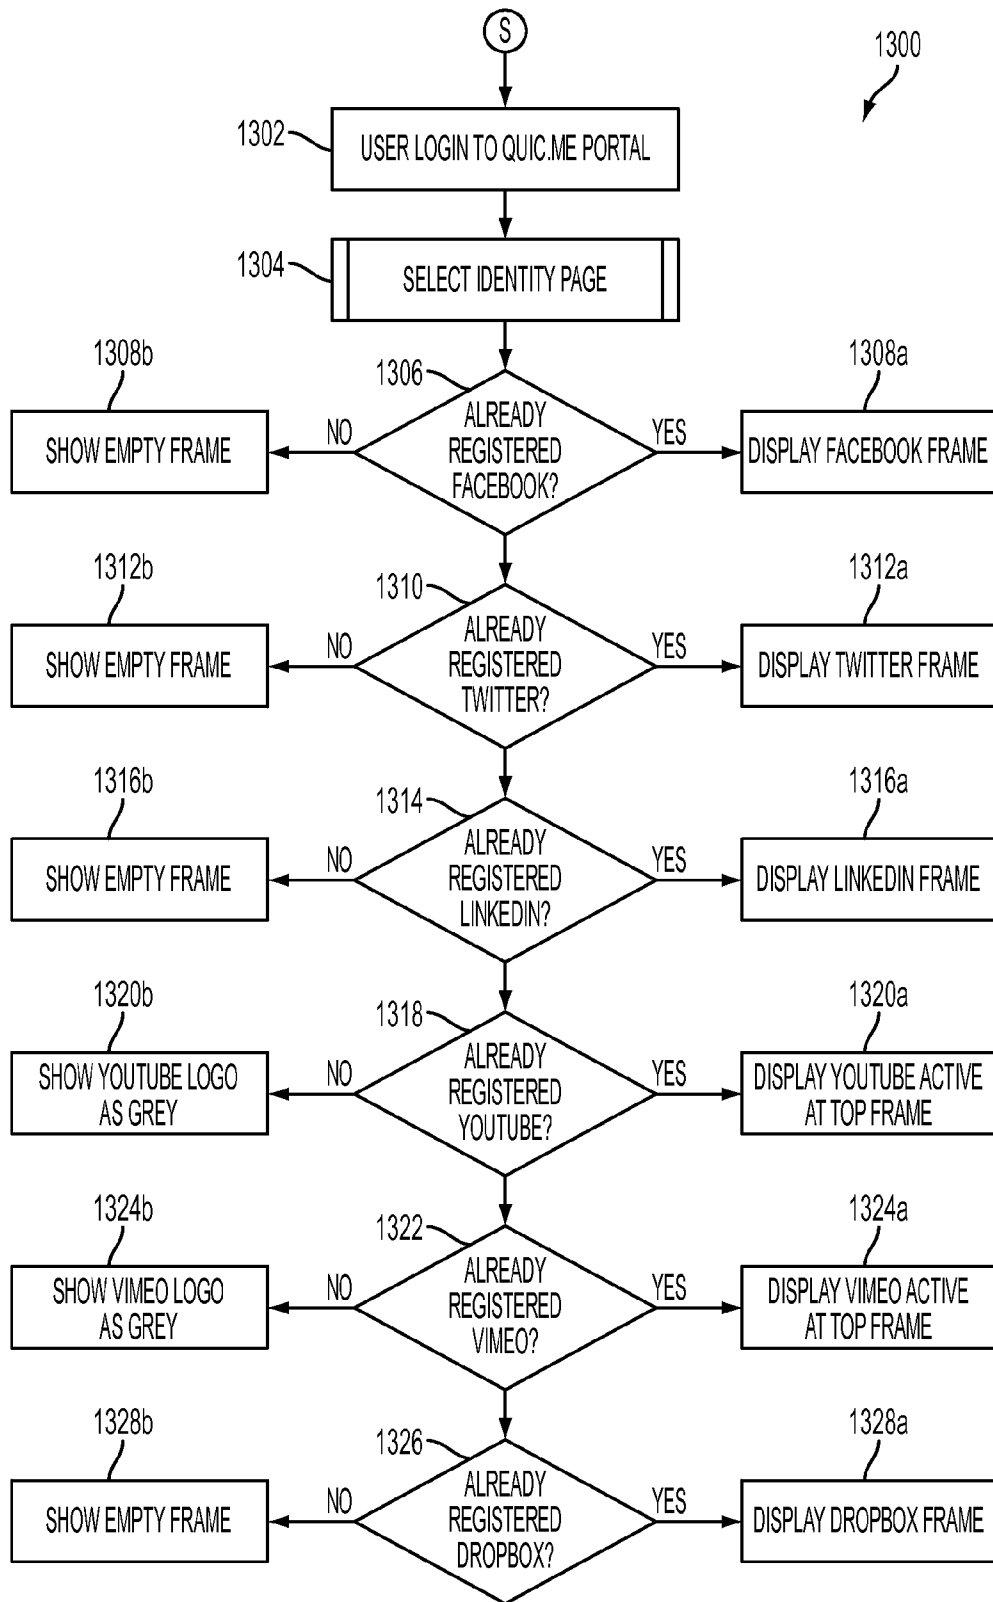 S
1300
1302
USER LOGIN TO QUIC.ME PORTAL
1304
SELECT IDENTITY PAGE
1308b
1306
1308a
SHOW EMPTY FRAME
NO
ALREADY
REGISTERED
FACEBOOK?
YES
DISPLAY FACEBOOK FRAME
1312b
1310
1312a
SHOW EMPTY FRAME
NO
ALREADY
REGISTERED
TWITTER?
YES
DISPLAY TWITTER FRAME
1316b
1314
1316a
SHOW EMPTY FRAME
NO
ALREADY
REGISTERED
LINKEDIN?
YES
DISPLAY LINKEDIN FRAME
1320b
1318
1320a
SHOW YOUTUBE LOGO
AS GREY
NO
ALREADY
REGISTERED
YOUTUBE?
YES
DISPLAY YOUTUBE ACTIVE
AT TOP FRAME
1324b
1322
1324a
SHOW VIMEO LOGO
AS GREY
NO
ALREADY
REGISTERED
VIMEO?
YES
DISPLAY VIMEO ACTIVE
AT TOP FRAME
1328b
1326
1328a
SHOW EMPTY FRAME
NO
ALREADY
REGISTERED
DROPBOX?
YES
DISPLAY DROPBOX FRAME